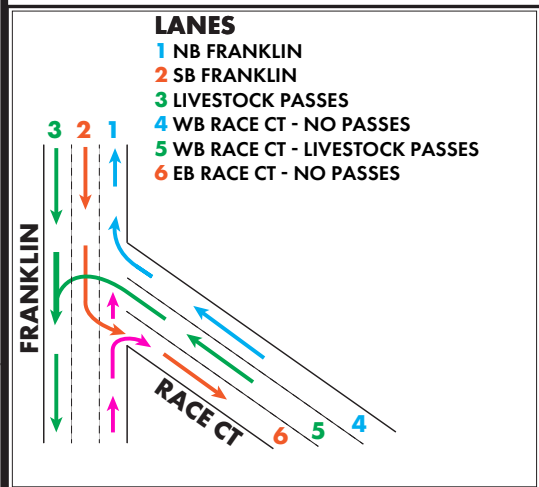 LANES
1 NB FRANKLIN
2 SB FRANKLIN
3 LIVESTOCK PASSES
4 WB RACE CT - NO PASSES
5 WB RACE CT - LIVESTOCK PASSES
6 EB RACE CT - NO PASSES
3 2 1
FRANKLIN
RACE CT
6 5 4